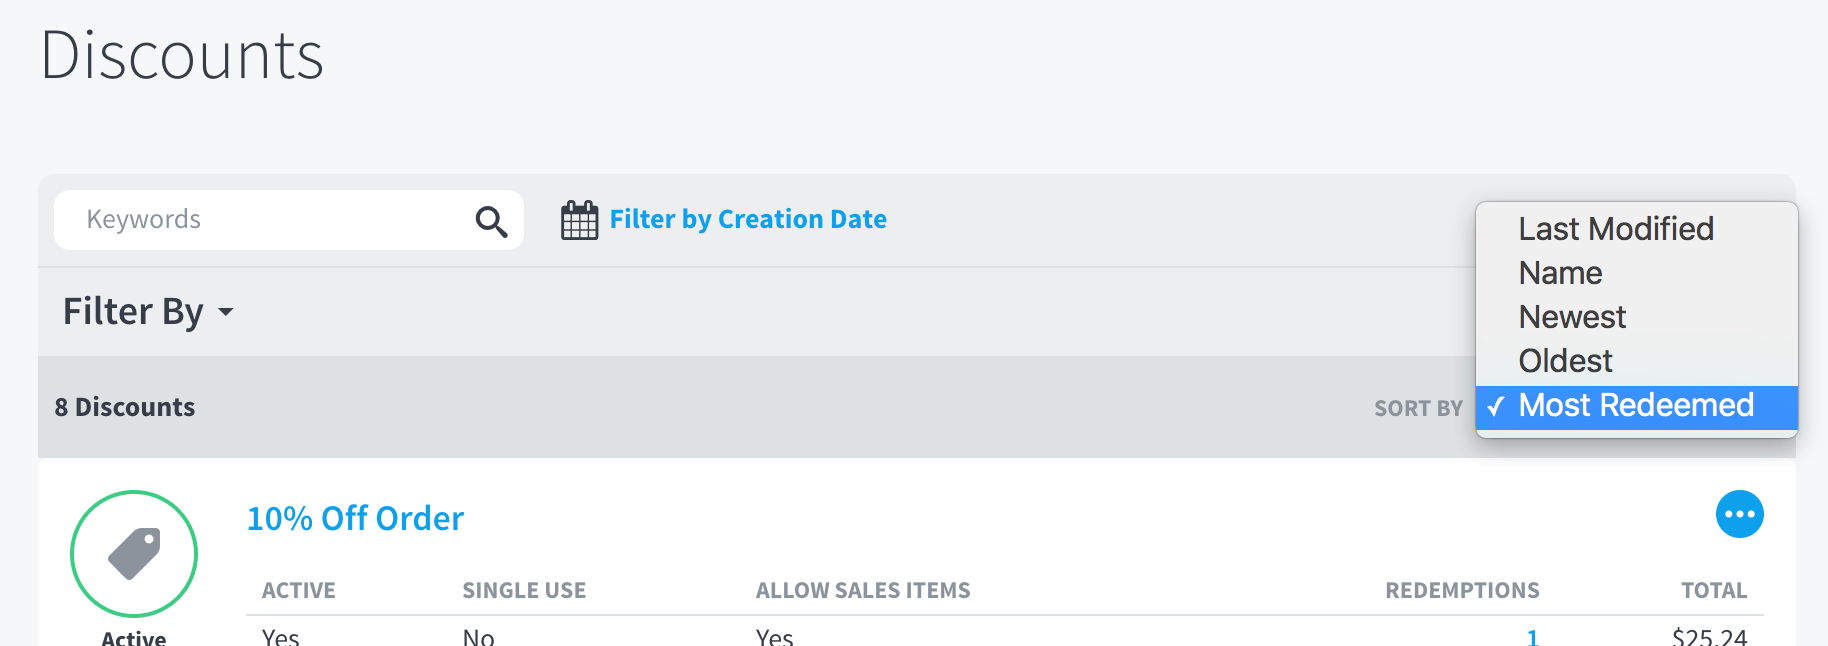 Discounts
Keywords
Filter by Creation Date
Filter By
8 Discounts
SORT BY
Last Modified
Name
Newest
Oldest
✓ Most Redeemed
10% Off Order
ACTIVE SINGLE USE ALLOW SALES ITEMS REDEMPTIONS TOTAL
Active Yes No Yes 1 $25.24